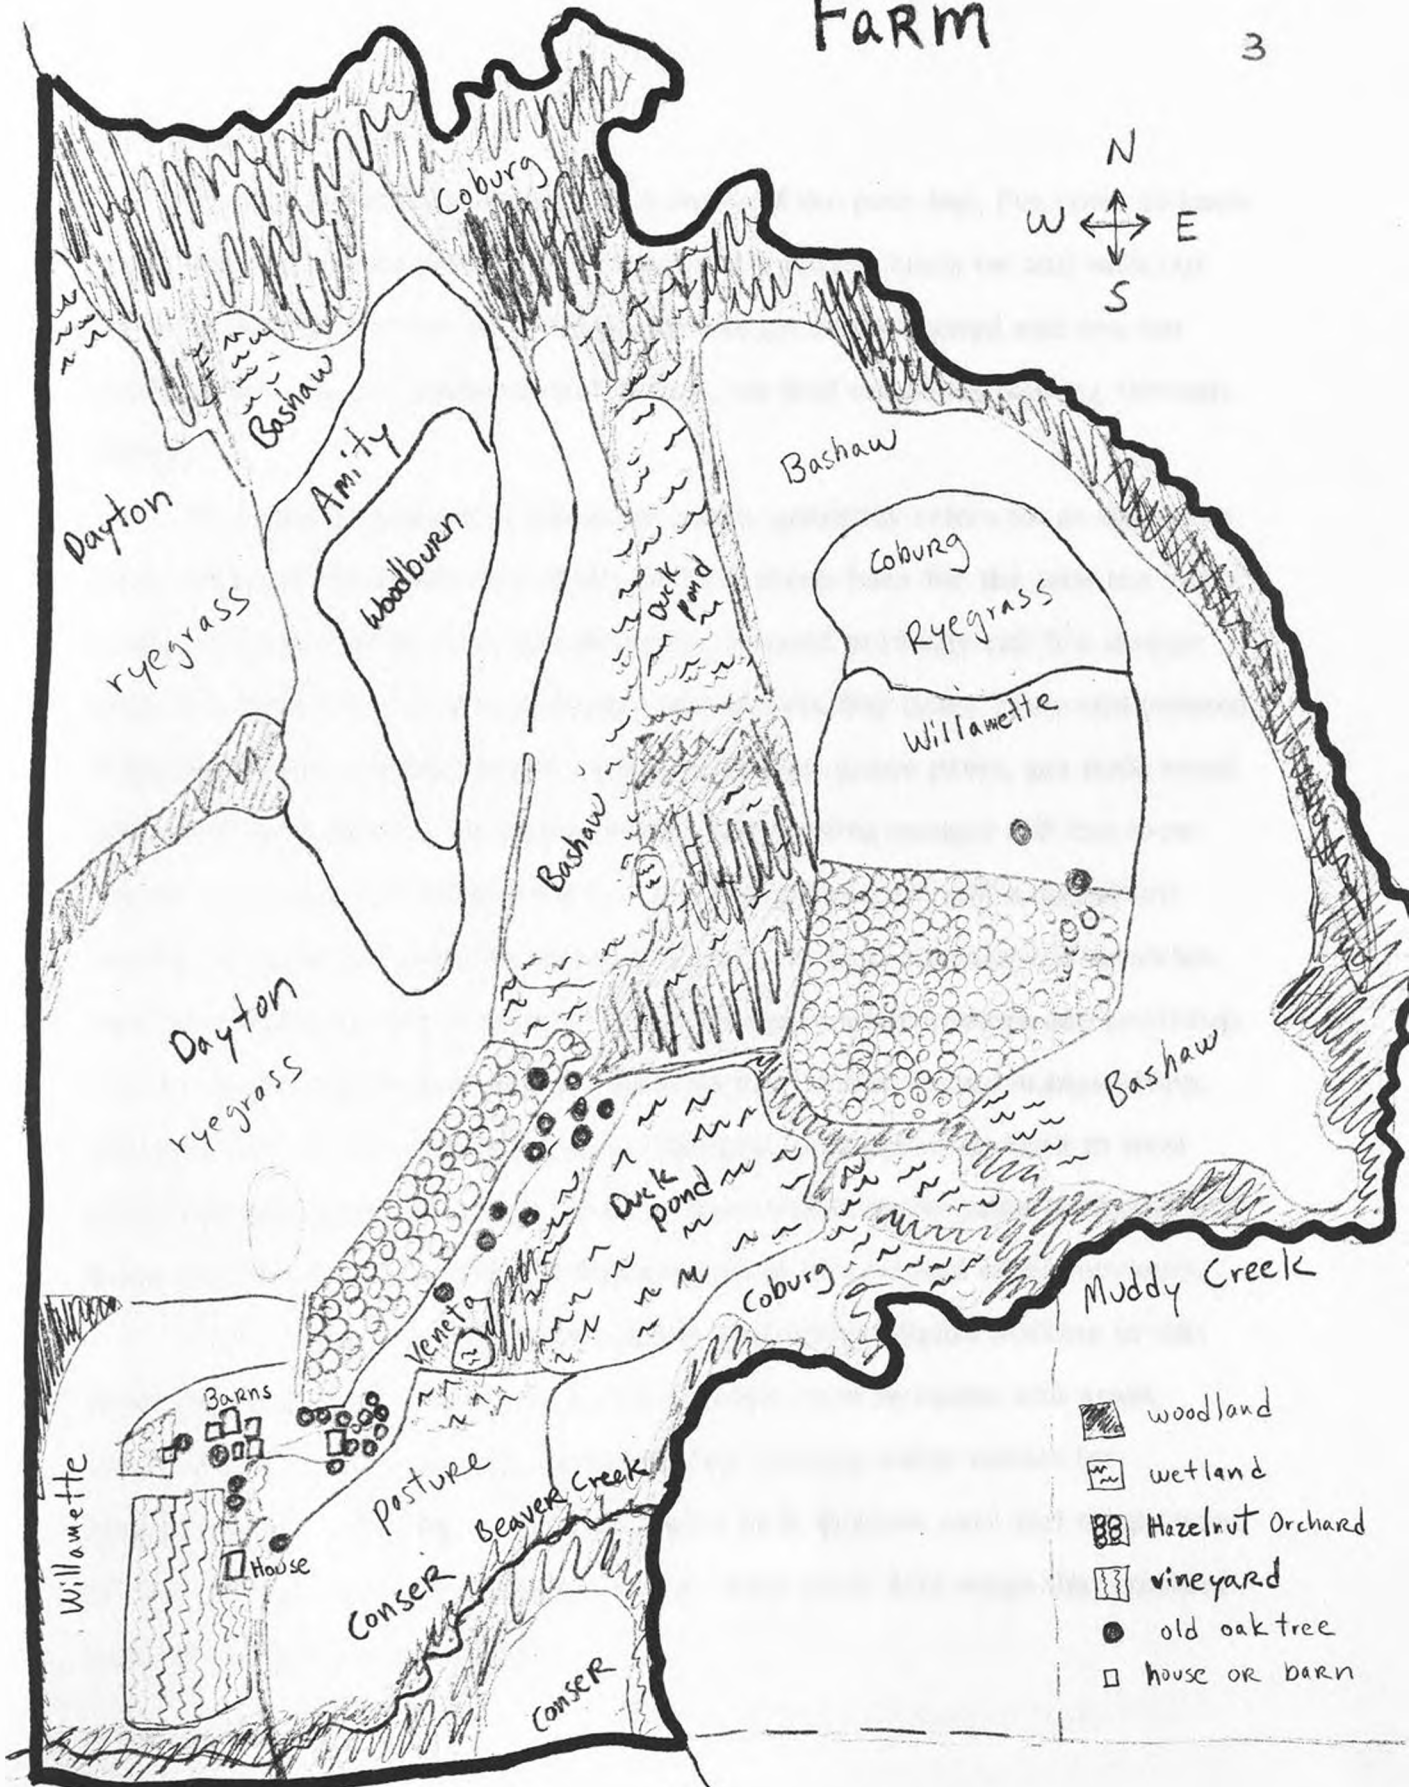 FARM
3
N
W E
S
Coburg
Bashaw
Amity
Woodburn
Dayton
ryegrass
Duck
pond
Bashaw
Coburg
Ryegrass
Willamette
Bashaw
Dayton
ryegrass
Bashaw
Duck
pond
Coburg
Veneta
Muddy Creek
Barns
pasture
Beaver Creek
Willamette
House
Conser
Conser
woodland
wetland
Hazelnut Orchard
vineyard
old oak tree
house or barn